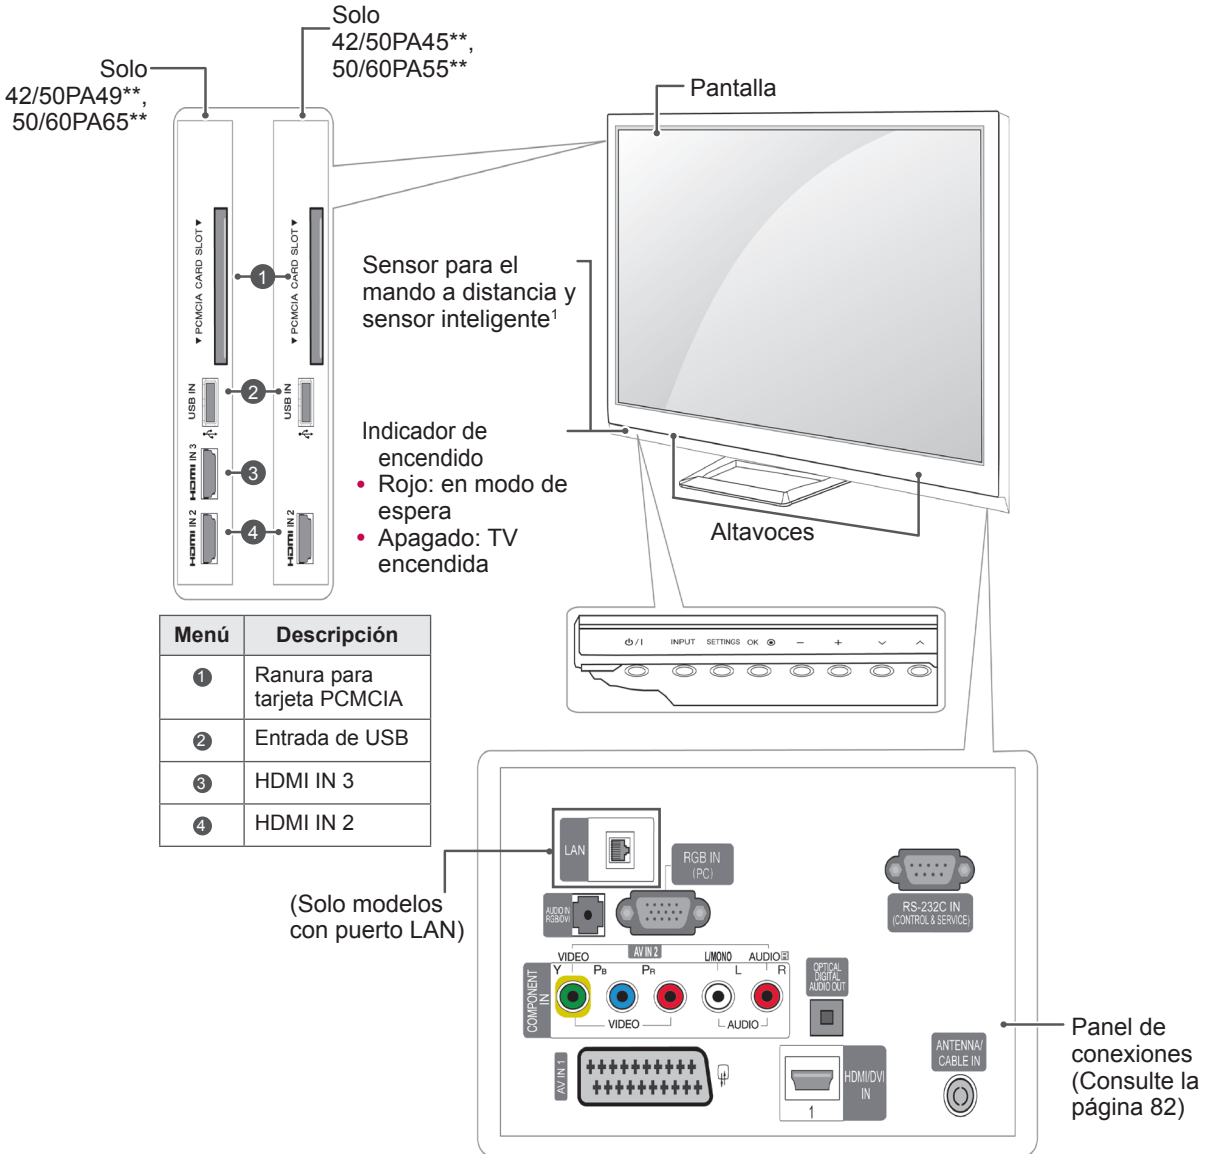 Solo
42/50PA45**,
50/60PA55**
Solo
42/50PA49**,
50/60PA65**
Pantalla
▼PCMCIA CARD SLOT▼
▼PCMCIA CARD SLOT▼
1
USB IN
2
USB IN
HDMI IN 3
3
HDMI IN 2
4
HDMI IN 2
Sensor para el
mando a distancia y
sensor inteligente1
Indicador de
encendido
• Rojo: en modo de
espera
• Apagado: TV
encendida
Altavoces
⏻/I INPUT SETTINGS OK ⦿ − + ﹀ ︿
Menú Descripción
1 Ranura para
tarjeta PCMCIA
2 Entrada de USB
3 HDMI IN 3
4 HDMI IN 2
(Solo modelos
con puerto LAN)
LAN
RGB IN
(PC)
AUDIO IN
RGB/DVI
RS-232C IN
(CONTROL & SERVICE)
AV IN 2
VIDEO L/MONO AUDIO R
Y PB PR L R
COMPONENT
IN
VIDEO AUDIO
OPTICAL
DIGITAL
AUDIO OUT
AV IN 1
HDMI/DVI
IN
1
ANTENNA/
CABLE IN
Panel de
conexiones
(Consulte la
página 82)